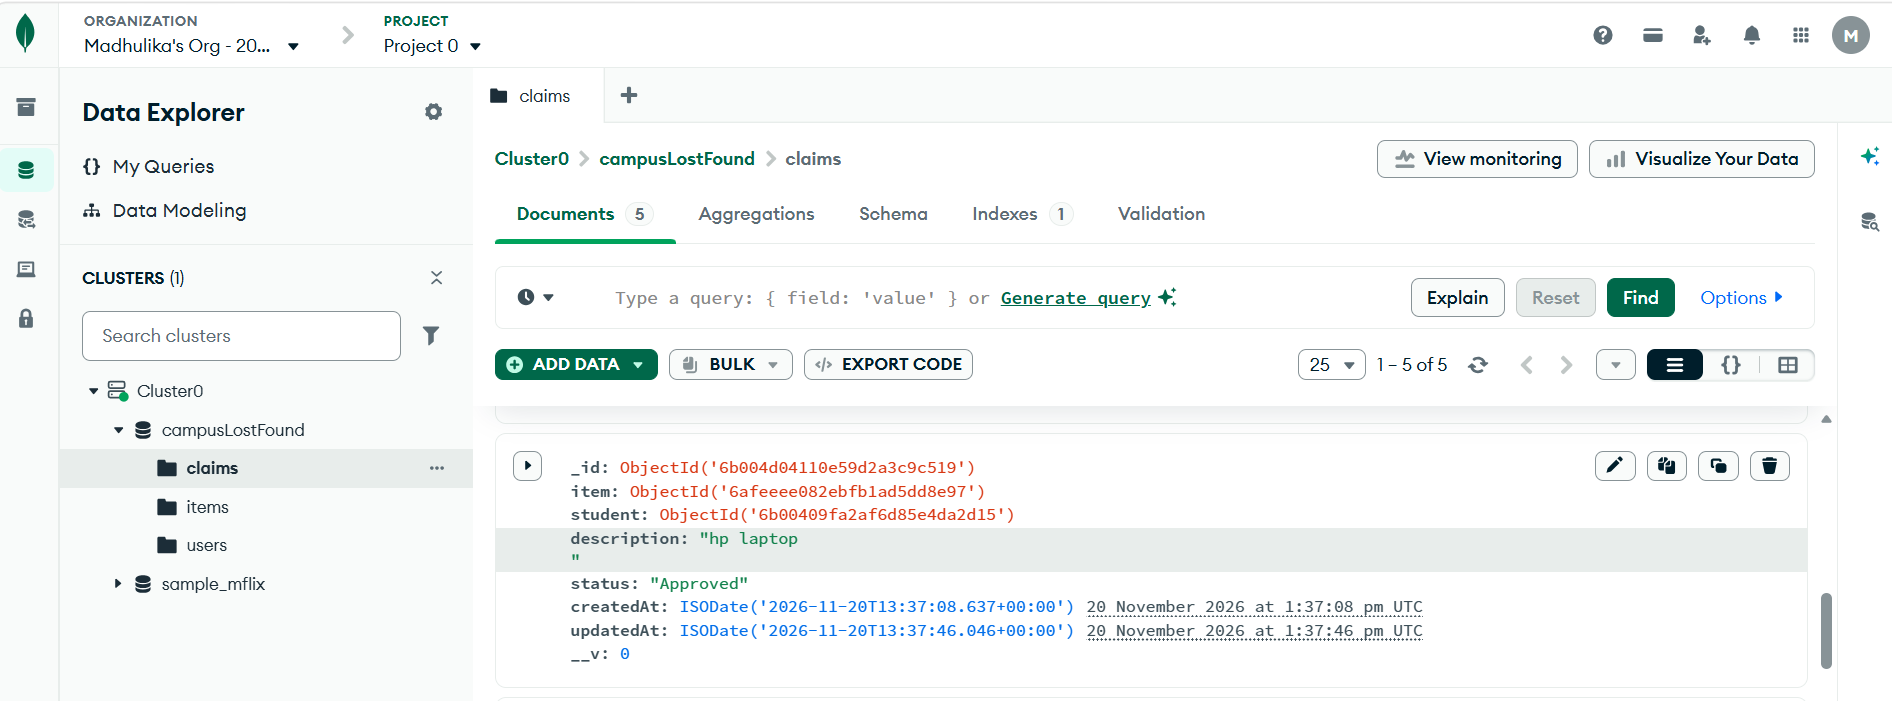 ORGANIZATION
Madhulika's Org - 20...
PROJECT
Project 0
M
Data Explorer
{} My Queries
Data Modeling
CLUSTERS (1)
Search clusters
Cluster0
campusLostFound
claims
items
users
sample_mflix
claims
Cluster0 > campusLostFound > claims
View monitoring
Visualize Your Data
Documents 5
Aggregations
Schema
Indexes 1
Validation
Type a query: { field: 'value' } or Generate query
Explain
Reset
Find
Options
ADD DATA
BULK
EXPORT CODE
25
1 – 5 of 5
{}
_id: ObjectId('6b004d04110e59d2a3c9c519')
item: ObjectId('6afeeee082ebfb1ad5dd8e97')
student: ObjectId('6b00409fa2af6d85e4da2d15')
description: "hp laptop
"
status: "Approved"
createdAt: ISODate('2026-11-20T13:37:08.637+00:00') 20 November 2026 at 1:37:08 pm UTC
updatedAt: ISODate('2026-11-20T13:37:46.046+00:00') 20 November 2026 at 1:37:46 pm UTC
__v: 0